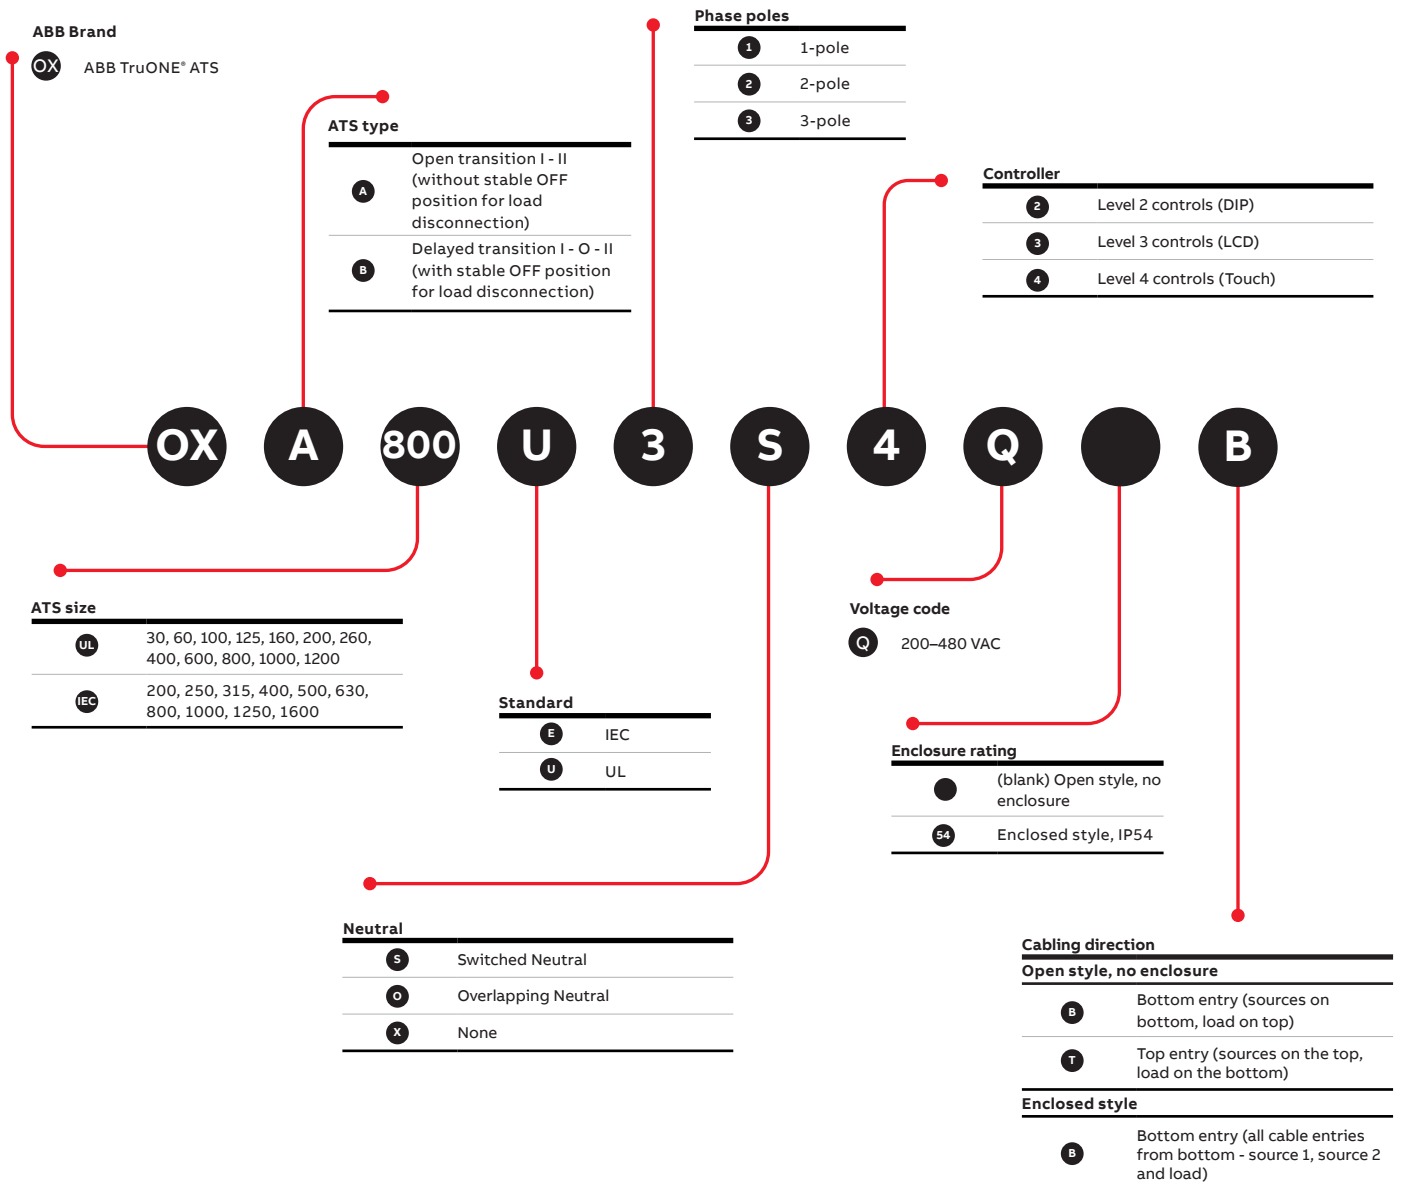 ABB Brand
OX ABB TruONE® ATS
ATS type
A
Open transition I - II
(without stable OFF
position for load
disconnection)
B
Delayed transition I - O - II
(with stable OFF position
for load disconnection)
Phase poles
1 1-pole
2 2-pole
3 3-pole
Controller
2 Level 2 controls (DIP)
3 Level 3 controls (LCD)
4 Level 4 controls (Touch)
OX A 800 U 3 S 4 Q B
ATS size
UL
30, 60, 100, 125, 160, 200, 260,
400, 600, 800, 1000, 1200
IEC
200, 250, 315, 400, 500, 630,
800, 1000, 1250, 1600
Standard
E IEC
U UL
Voltage code
Q 200–480 VAC
Enclosure rating
(blank) Open style, no
enclosure
54 Enclosed style, IP54
Neutral
S Switched Neutral
O Overlapping Neutral
X None
Cabling direction
Open style, no enclosure
B
Bottom entry (sources on
bottom, load on top)
T
Top entry (sources on the top,
load on the bottom)
Enclosed style
B
Bottom entry (all cable entries
from bottom - source 1, source 2
and load)